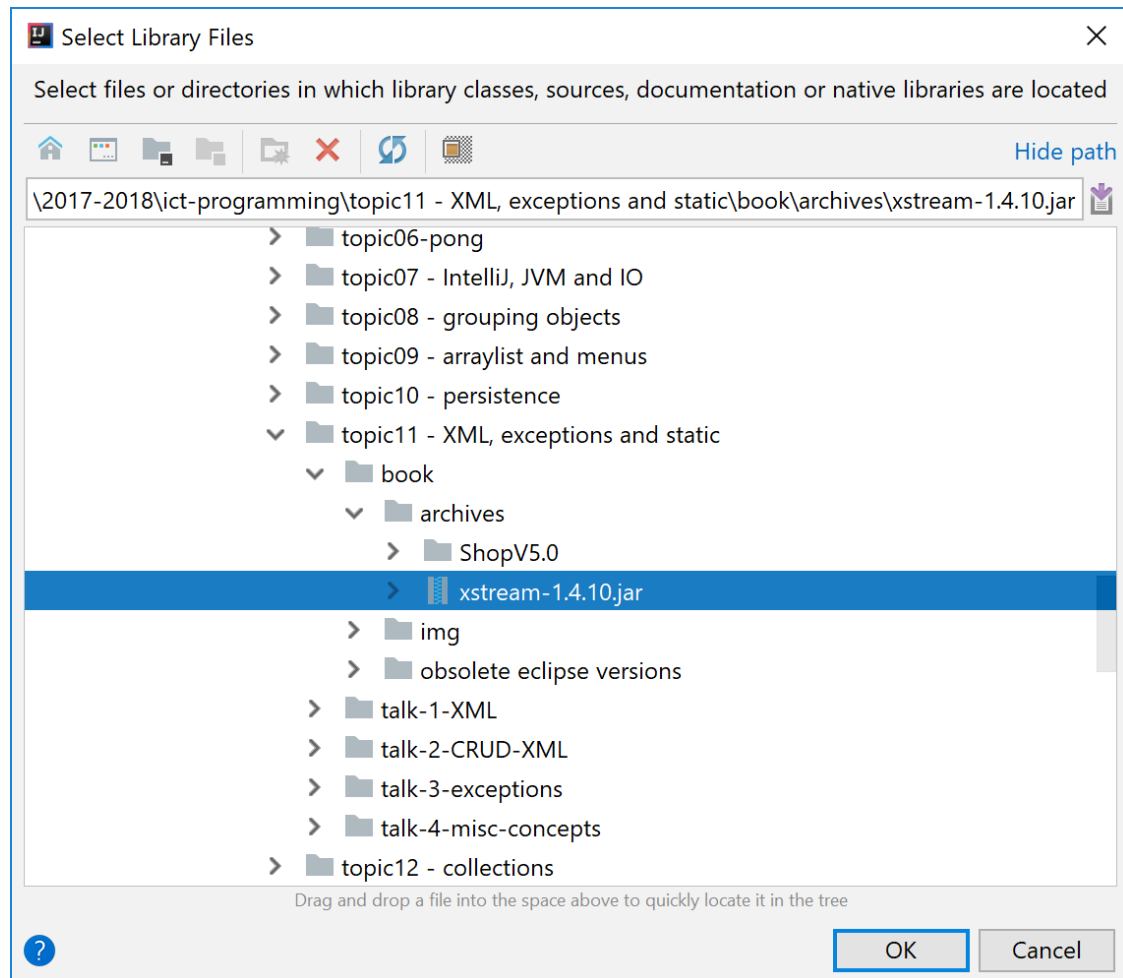 Select Library Files
Select files or directories in which library classes, sources, documentation or native libraries are located
Hide path
\2017-2018\ict-programming\topic11 - XML, exceptions and static\book\archives\xstream-1.4.10.jar
topic06-pong
topic07 - IntelliJ, JVM and IO
topic08 - grouping objects
topic09 - arraylist and menus
topic10 - persistence
topic11 - XML, exceptions and static
book
archives
ShopV5.0
xstream-1.4.10.jar
img
obsolete eclipse versions
talk-1-XML
talk-2-CRUD-XML
talk-3-exceptions
talk-4-misc-concepts
topic12 - collections
Drag and drop a file into the space above to quickly locate it in the tree
? OK Cancel